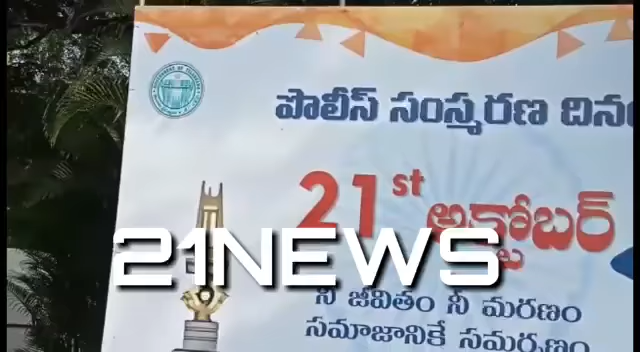 పోలీస్ సంస్మరణ దినం
21st అక్టోబర్
21NEWS
నీ జీవితం నీ మరణం
సమాజానికే సమర్పణం